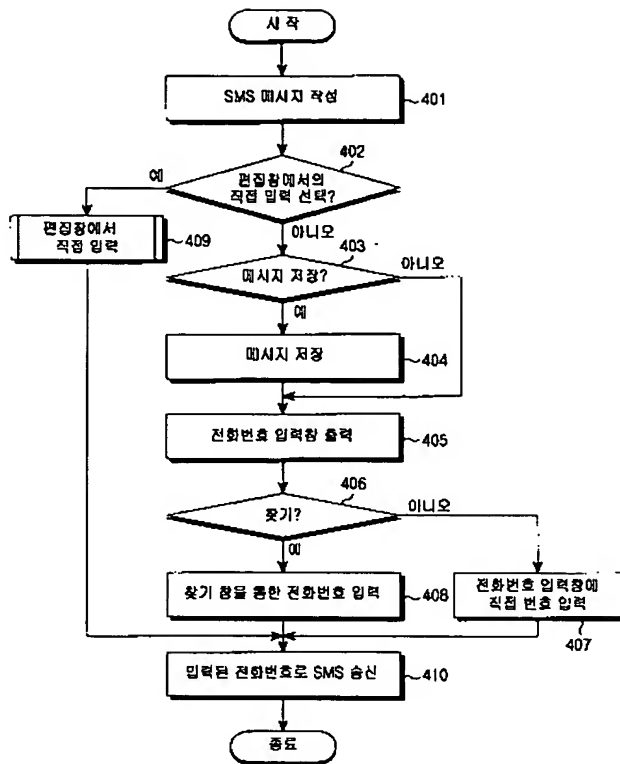 시 작
SMS 메시지 작성
401
402
편집창에서의
직접 입력 선택?
예
편집창에서
직접 입력
409
아니오
403
메시지 저장?
아니오
예
메시지 저장
404
전화번호 입력창 출력
405
406
찾기?
아니오
예
찾기 창을 통한 전화번호 입력
408
전화번호 입력창에
직접 번호 입력
407
입력된 전화번호로 SMS 송신
410
종료